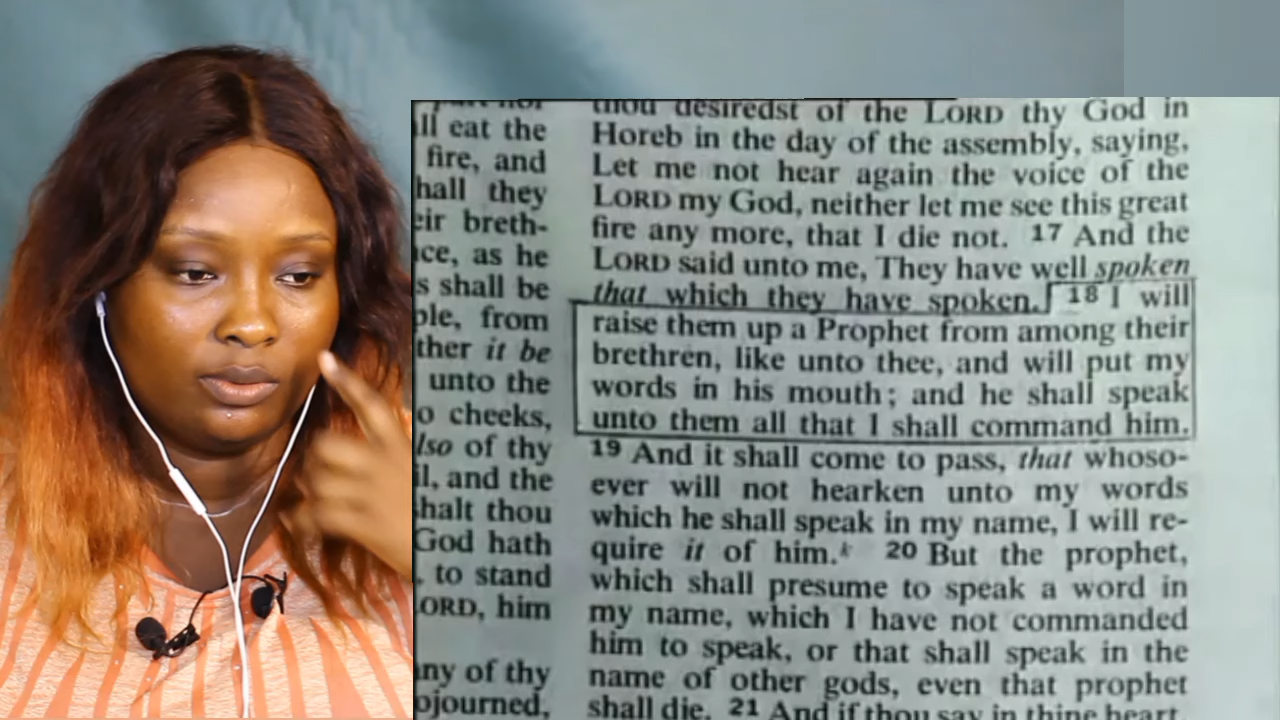 ll eat the
fire, and
hall they
eir breth-
ce, as he
s shall be
ple, from
ther it be
unto the
o cheeks,
lso of thy
l, and the
halt thou
God hath
, to stand
ORD, him
ny of thy
ojourned,
thou desiredst of the LORD thy God in
Horeb in the day of the assembly, saying,
Let me not hear again the voice of the
LORD my God, neither let me see this great
fire any more, that I die not. 17 And the
LORD said unto me, They have well spoken
that which they have spoken. 18 I will
raise them up a Prophet from among their
brethren, like unto thee, and will put my
words in his mouth; and he shall speak
unto them all that I shall command him.
19 And it shall come to pass, that whoso-
ever will not hearken unto my words
which he shall speak in my name, I will re-
quire it of him.k 20 But the prophet,
which shall presume to speak a word in
my name, which I have not commanded
him to speak, or that shall speak in the
name of other gods, even that prophet
shall die. 21 And if thou say in thine heart,